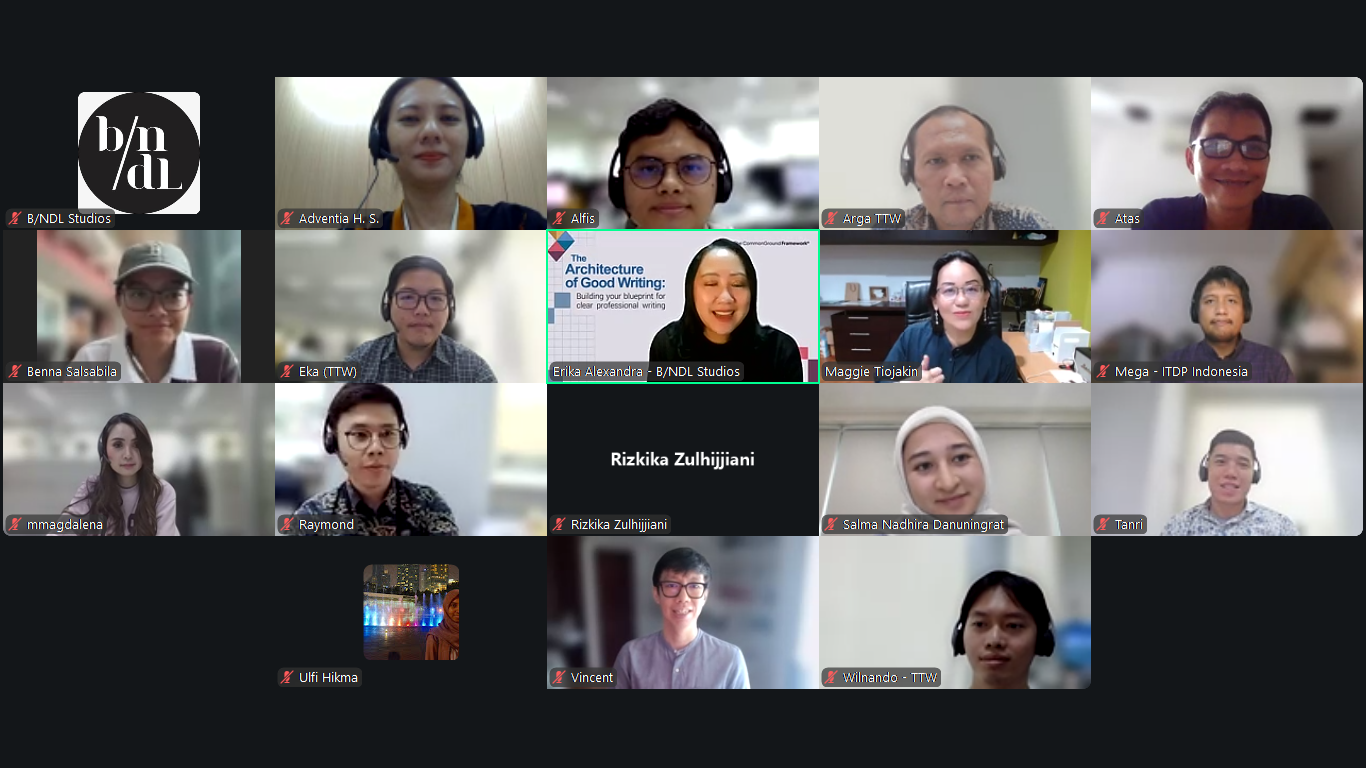 b/n
/dL
B/NDL Studios
Adventia H. S.
Alfis
Arga TTW
Atas
Benna Salsabila
Eka (TTW)
CommonGroundFramework®
The
Architecture
of Good Writing:
Building your blueprint for
clear professional writing
Erika Alexandra - B/NDL Studios
Maggie Tiojakin
Mega - ITDP Indonesia
mmagdalena
Raymond
Rizkika Zulhijjiani
Rizkika Zulhijjiani
Salma Nadhira Danuningrat
Tanri
Ulfi Hikma
Vincent
Wilnando - TTW